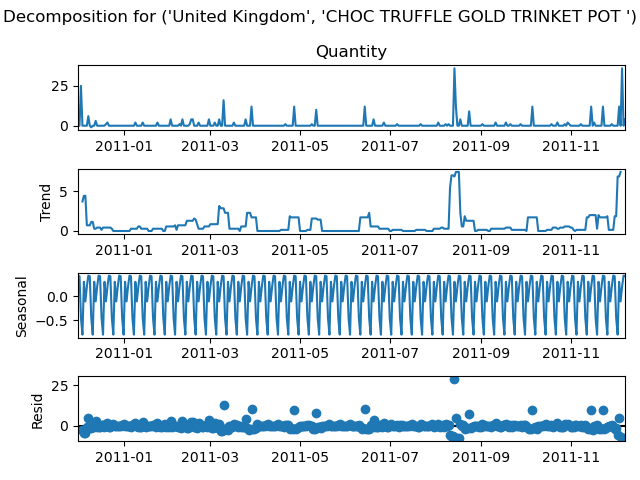 Decomposition for ('United Kingdom', 'CHOC TRUFFLE GOLD TRINKET POT ')
Quantity
25
0
2011-01 2011-03 2011-05 2011-07 2011-09 2011-11
Trend
5
0
2011-01 2011-03 2011-05 2011-07 2011-09 2011-11
Seasonal
0.0
−0.5
2011-01 2011-03 2011-05 2011-07 2011-09 2011-11
Resid
25
0
2011-01 2011-03 2011-05 2011-07 2011-09 2011-11